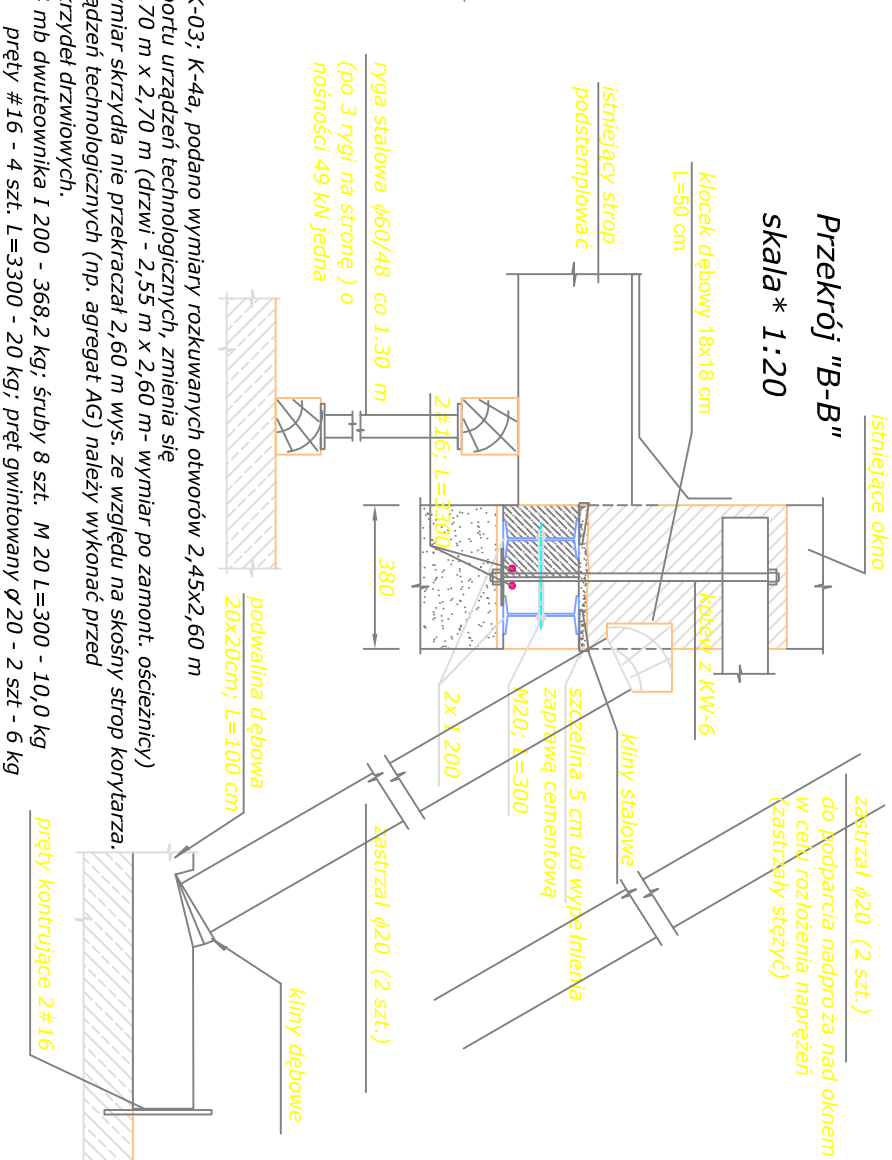 istniejące okno
Przekrój "B-B"
skala* 1:20
klocek dębowy 18x18 cm
L=50 cm
istniejący strop
podstemplować
ryga stalowa ϕ60/48 co 1.30 m
(po 3 rygi na stronę ) o
nośności 49 kN jedna
2#16; L=3300
380
kotew z KW-6
kliny stalowe
szczelina 5 cm do wypełnienia
zaprawą cementową
M20; L=300
2x I 200
zastrzał ϕ20 (2 szt.)
do podparcia nadproża nad oknem
w celu rozłożenia naprężeń
(zastrzały stężyć)
zastrzał ϕ20 (2 szt.)
kliny dębowe
podwalina dębowa
20x20cm; L=100 cm
pręty kontrujące 2#16
K-03; K-4a, podano wymiary rozkuwanych otworów 2,45x2,60 m
portu urządzeń technologicznych, zmienia się
,70 m x 2,70 m (drzwi - 2,55 m x 2,60 m- wymiar po zamont. ościeżnicy)
ymiar skrzydła nie przekraczał 2,60 m wys. ze względu na skośny strop korytarza.
ądzeń technologicznych (np. agregat AG) należy wykonać przed
krzydeł drzwiowych.
mb dwuteownika I 200 - 368,2 kg; śruby 8 szt. M 20 L=300 - 10,0 kg
pręty #16 - 4 szt. L=3300 - 20 kg; pręt gwintowany ϕ 20 - 2 szt - 6 kg